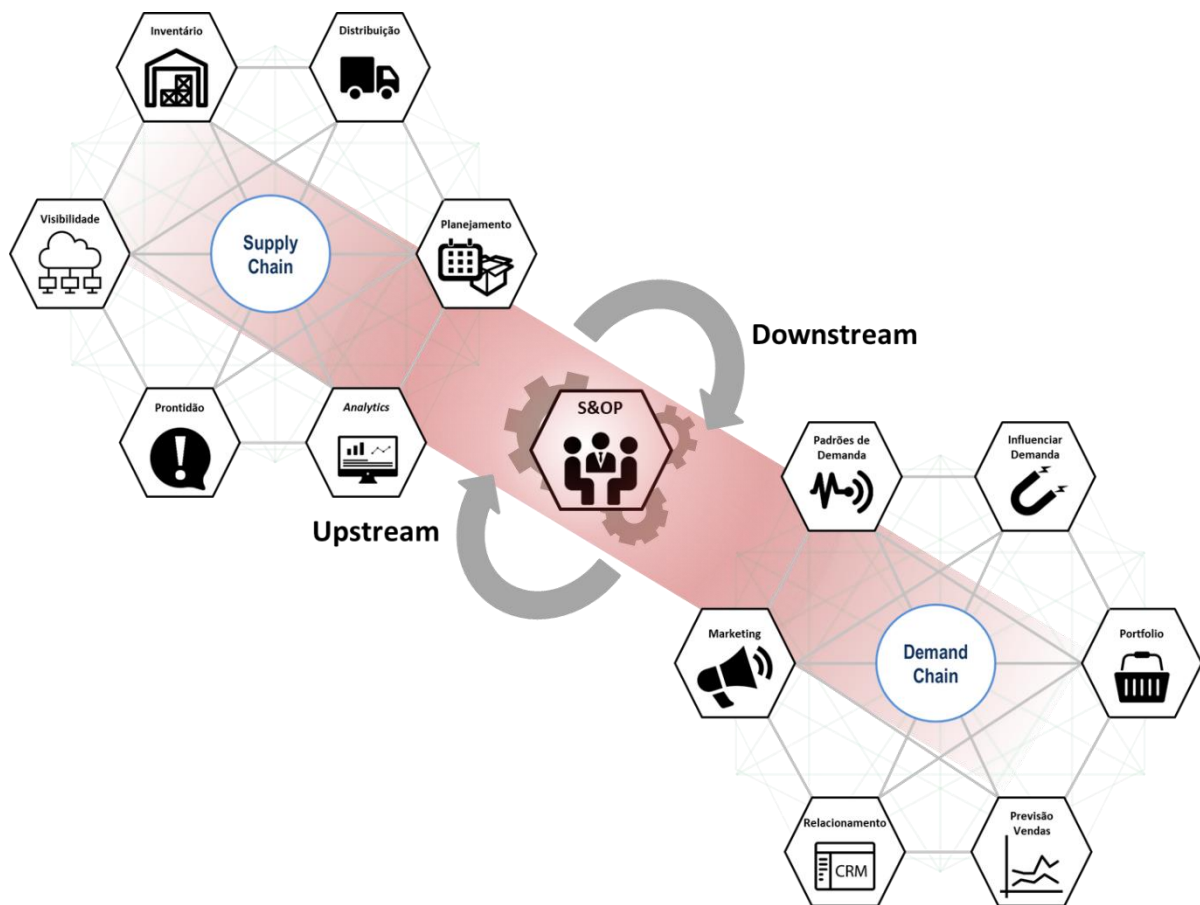 Inventário
Distribuição
Visibilidade
Supply
Chain
Planejamento
Downstream
Prontidão
Analytics
S&OP
Upstream
Padrões de
Demanda
Influenciar
Demanda
Marketing
Demand
Chain
Portfolio
Relacionamento
CRM
Previsão
Vendas